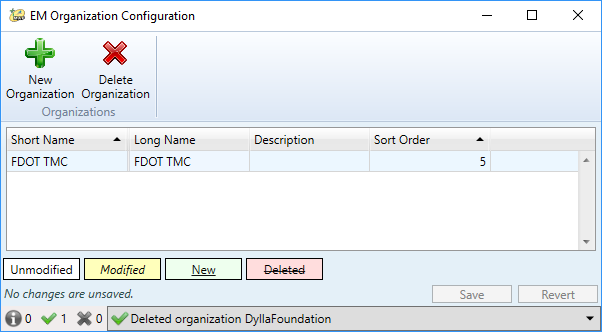 EM Organization Configuration
New Organization
Delete Organization
Organizations
Short Name Long Name Description Sort Order
FDOT TMC FDOT TMC 5
Unmodified Modified New Deleted
No changes are unsaved.
Save Revert
0 1 0 Deleted organization DyllaFoundation